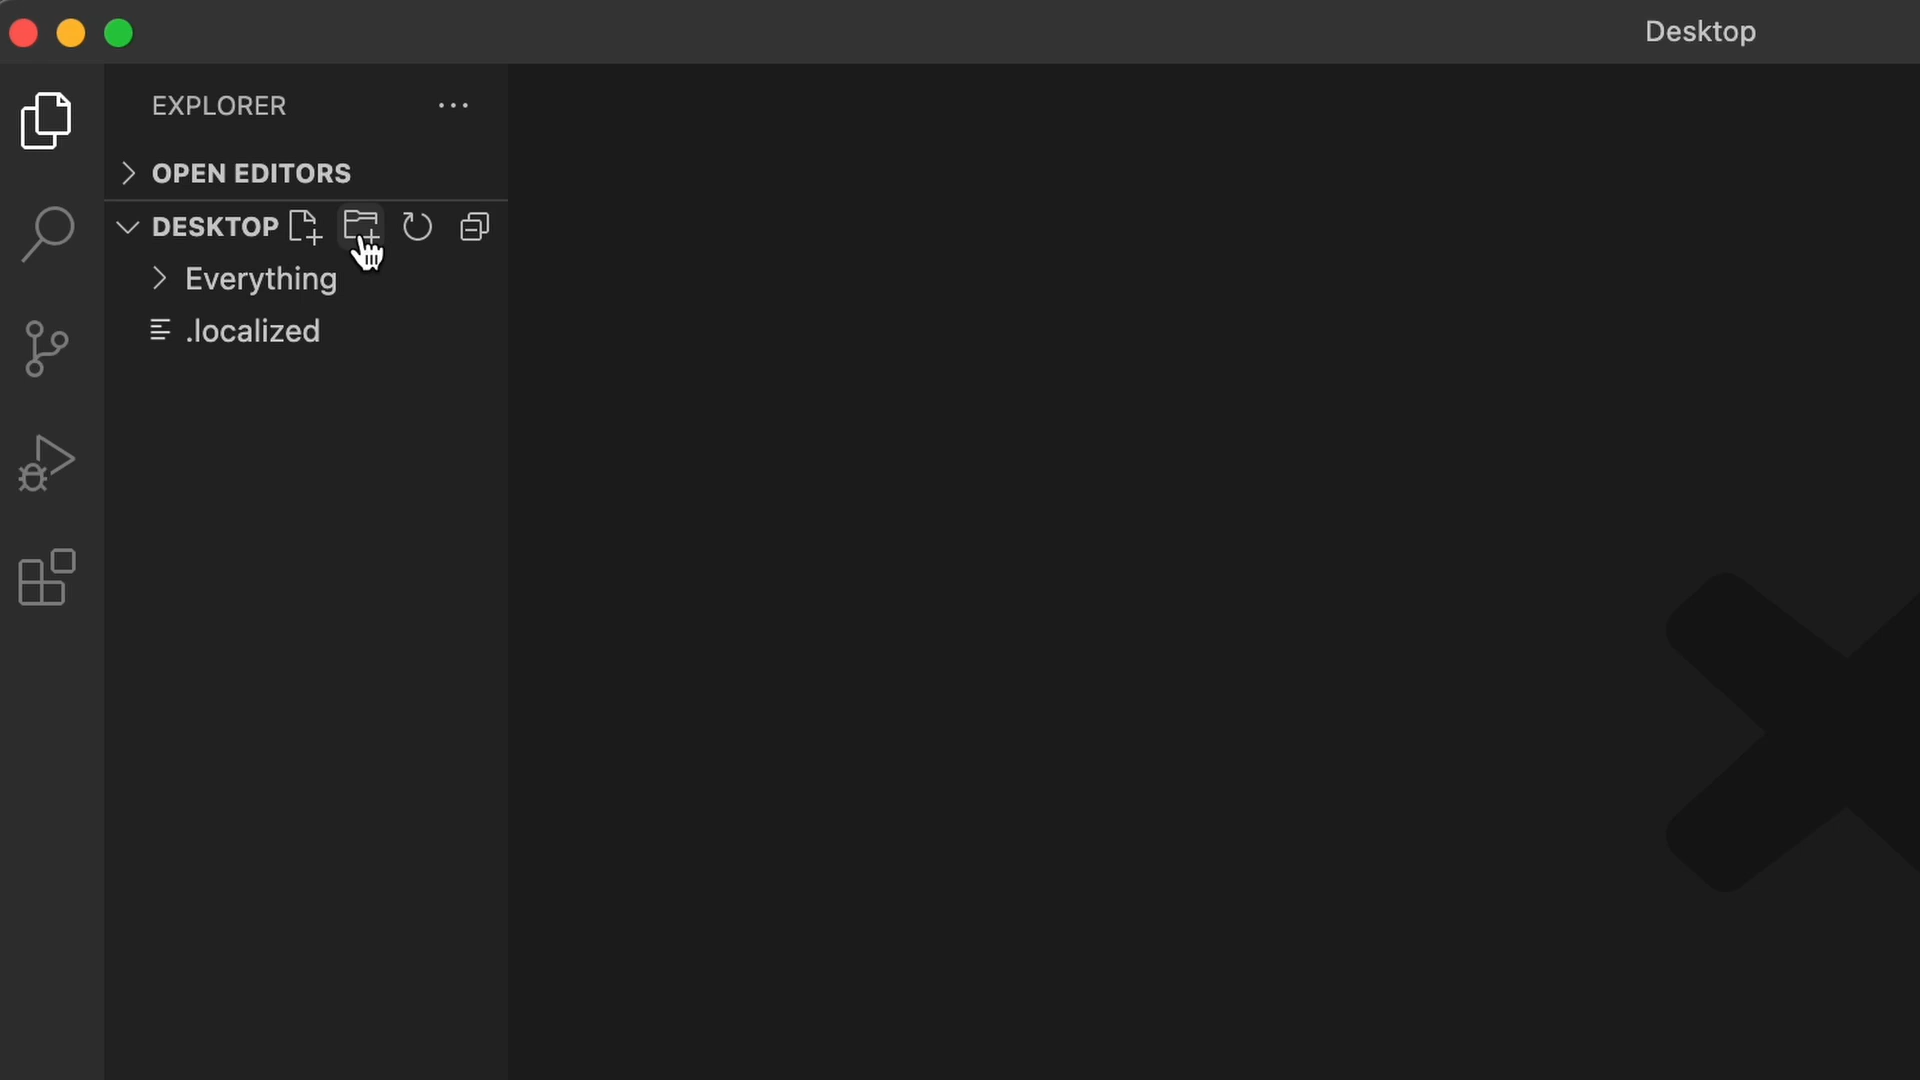 Desktop
EXPLORER
OPEN EDITORS
DESKTOP
Everything
.localized